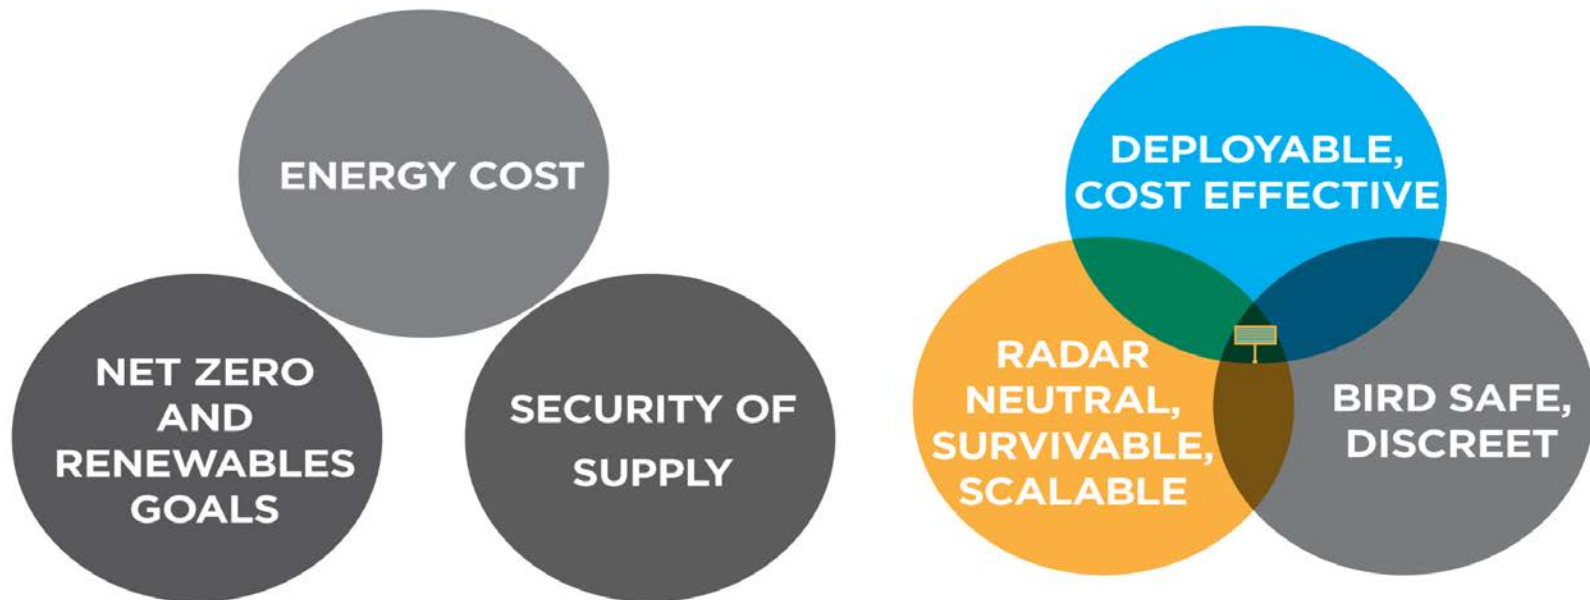 ENERGY COST
NET ZERO
AND
RENEWABLES
GOALS
SECURITY OF
SUPPLY
DEPLOYABLE,
COST EFFECTIVE
RADAR
NEUTRAL,
SURVIVABLE,
SCALABLE
BIRD SAFE,
DISCREET